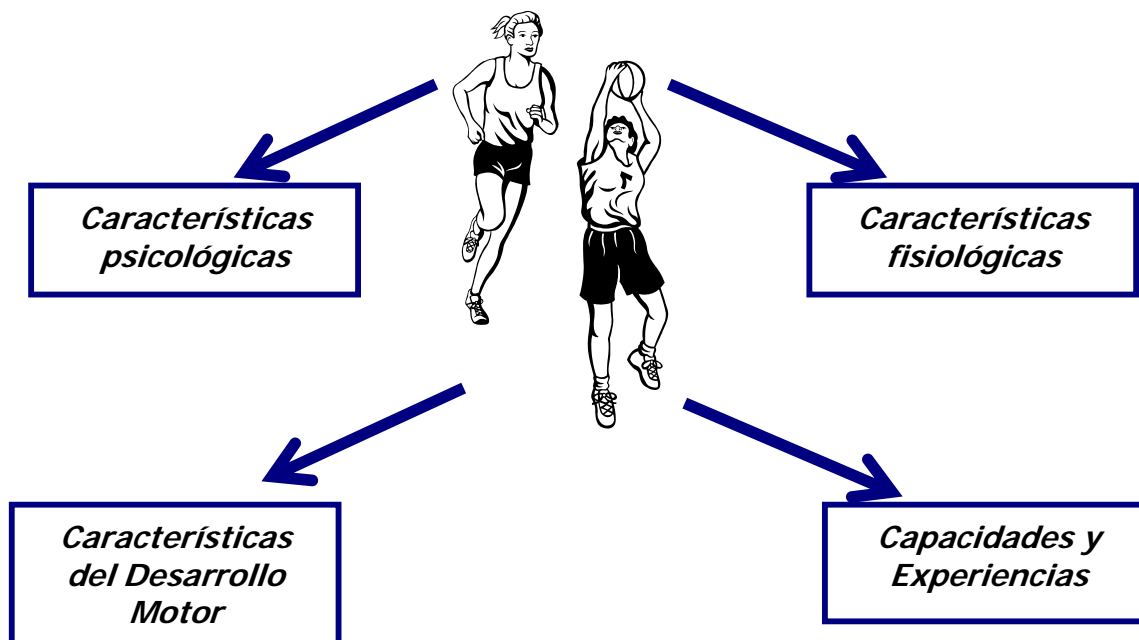 Características
psicológicas
Características
fisiológicas
Características
del Desarrollo
Motor
Capacidades y
Experiencias